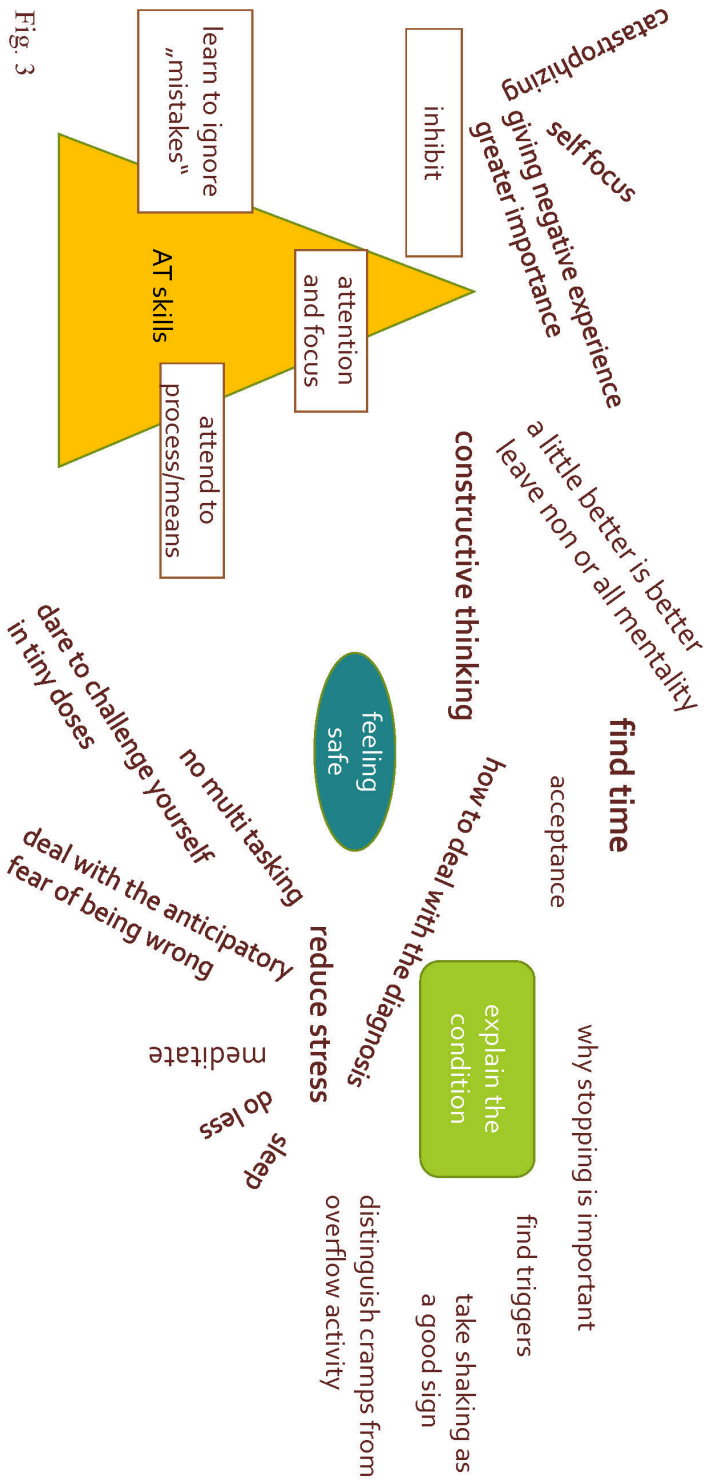 catastrophizing
self focus
giving negative experience
greater importance
inhibit
learn to ignore
„mistakes“
attention
and focus
AT skills
attend to
process/means
a little better is better
leave non or all mentality
constructive thinking
find time
acceptance
how to deal with the diagnosis
feeling
safe
explain the
condition
why stopping is important
find triggers
take shaking as
a good sign
distinguish cramps from
overflow activity
reduce stress
no multi tasking
dare to challenge yourself
in tiny doses
deal with the anticipatory
fear of being wrong
meditate
do less
sleep
Fig. 3